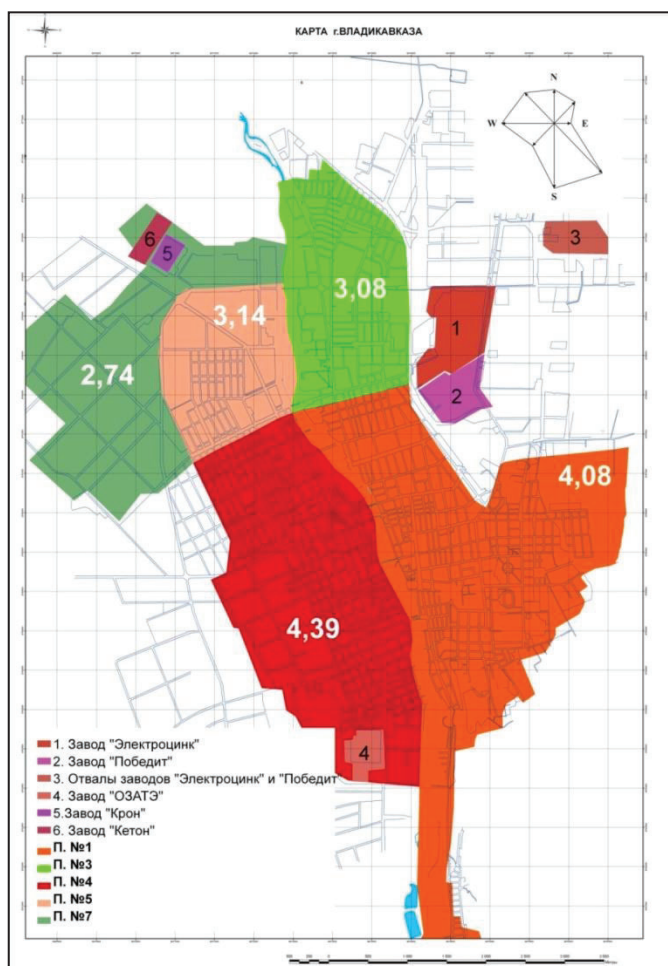 КАРТА г.ВЛАДИКАВКАЗА
N
W
E
S
3
6
5
3,08
3,14
1
2,74
2
4,08
4,39
4
1. Завод "Электроцинк"
2. Завод "Победит"
3. Отвалы заводов "Электроцинк" и "Победит
4. Завод "ОЗАТЭ"
5.Завод "Крон"
6. Завод "Кетон"
П. №1
П. №3
П. №4
П. №5
П. №7